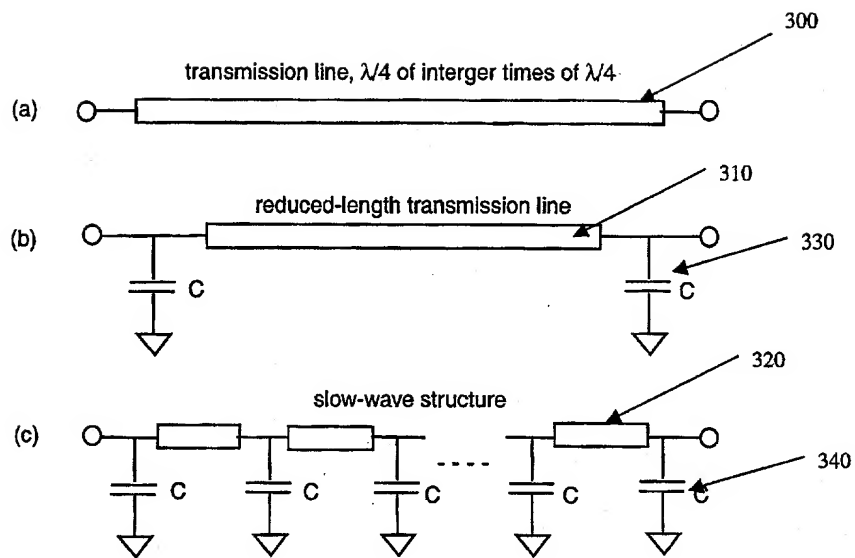 300
transmission line, λ/4 of interger times of λ/4
(a)
310
reduced-length transmission line
(b)
330
C
C
320
slow-wave structure
(c)
340
C
C
C
C
C